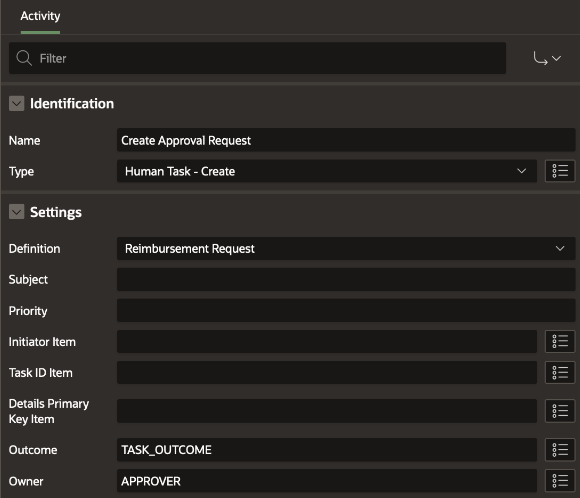 Activity
Filter
Identification
Name Create Approval Request
Type Human Task - Create
Settings
Definition Reimbursement Request
Subject
Priority
Initiator Item
Task ID Item
Details Primary
Key Item
Outcome TASK_OUTCOME
Owner APPROVER